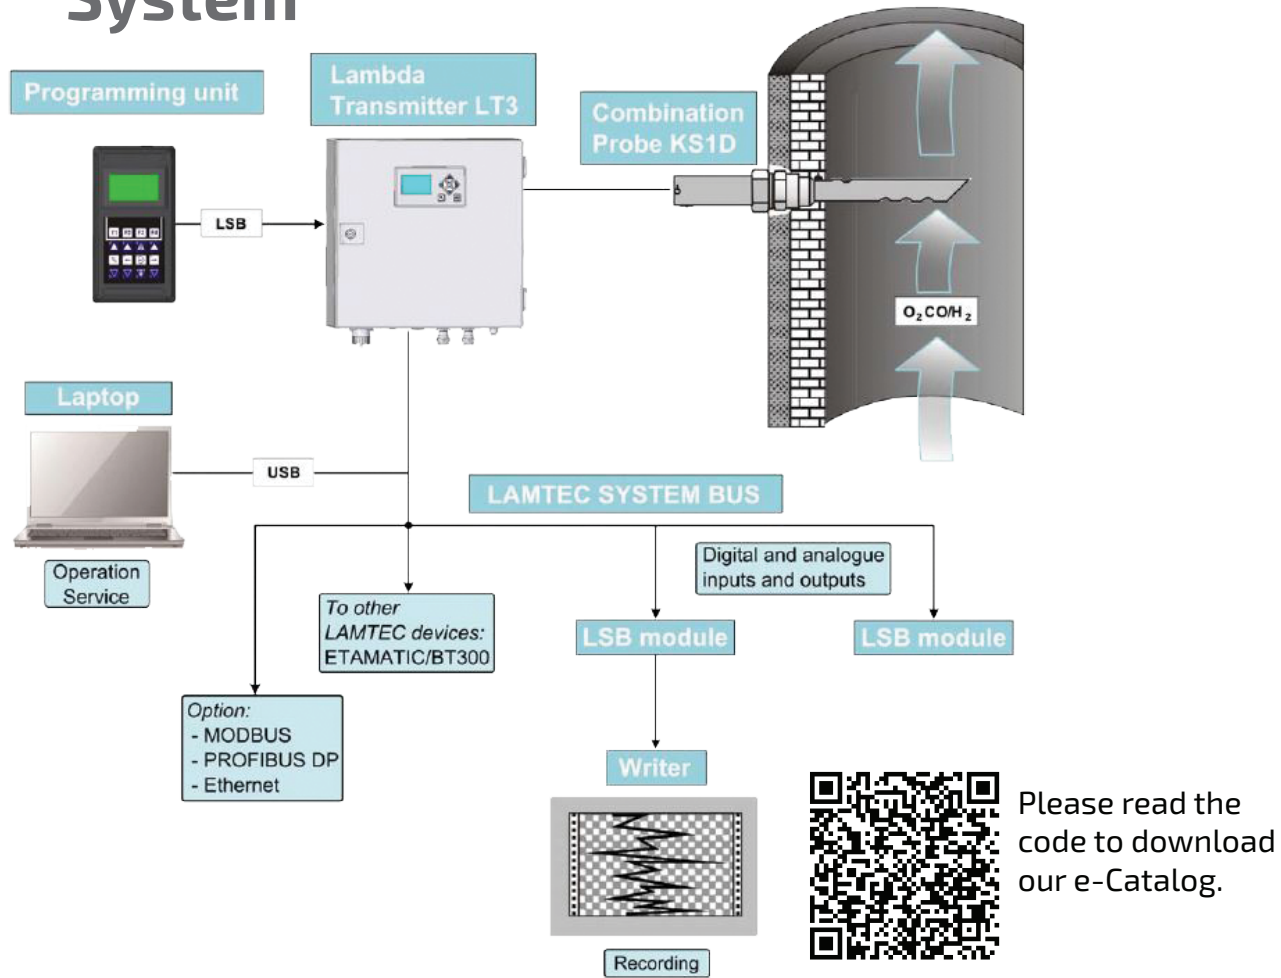 System
Programming unit
Lambda
Transmitter LT3
Combination
Probe KS1D
LSB
O₂CO/H₂
Laptop
USB
LAMTEC SYSTEM BUS
Operation
Service
Digital and analogue
inputs and outputs
To other
LAMTEC devices:
ETAMATIC/BT300
LSB module
LSB module
Option:
- MODBUS
- PROFIBUS DP
- Ethernet
Writer
Recording
Please read the
code to download
our e-Catalog.